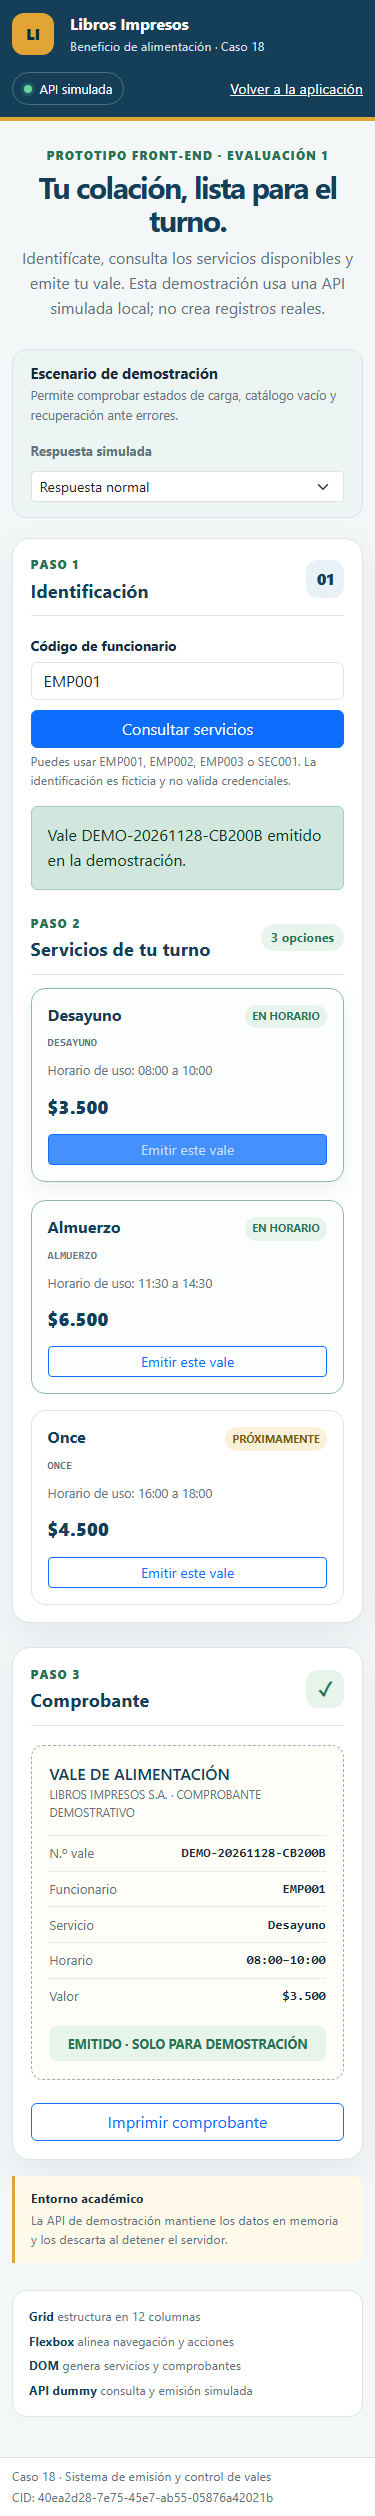 LI
Libros Impresos
Beneficio de alimentación · Caso 18
API simulada
Volver a la aplicación
PROTOTIPO FRONT-END · EVALUACIÓN 1
Tu colación, lista para el
turno.
Identifícate, consulta los servicios disponibles y
emite tu vale. Esta demostración usa una API
simulada local; no crea registros reales.
Escenario de demostración
Permite comprobar estados de carga, catálogo vacío y
recuperación ante errores.
Respuesta simulada
Respuesta normal
PASO 1
Identificación
01
Código de funcionario
EMP001
Consultar servicios
Puedes usar EMP001, EMP002, EMP003 o SEC001. La
identificación es ficticia y no valida credenciales.
Vale DEMO-20261128-CB200B emitido
en la demostración.
PASO 2
Servicios de tu turno
3 opciones
Desayuno
EN HORARIO
DESAYUNO
Horario de uso: 08:00 a 10:00
$3.500
Emitir este vale
Almuerzo
EN HORARIO
ALMUERZO
Horario de uso: 11:30 a 14:30
$6.500
Emitir este vale
Once
PRÓXIMAMENTE
ONCE
Horario de uso: 16:00 a 18:00
$4.500
Emitir este vale
PASO 3
Comprobante
✓
VALE DE ALIMENTACIÓN
LIBROS IMPRESOS S.A. · COMPROBANTE
DEMOSTRATIVO
N.º vale DEMO-20261128-CB200B
Funcionario EMP001
Servicio Desayuno
Horario 08:00–10:00
Valor $3.500
EMITIDO · SOLO PARA DEMOSTRACIÓN
Imprimir comprobante
Entorno académico
La API de demostración mantiene los datos en memoria
y los descarta al detener el servidor.
Grid estructura en 12 columnas
Flexbox alinea navegación y acciones
DOM genera servicios y comprobantes
API dummy consulta y emisión simulada
Caso 18 · Sistema de emisión y control de vales
CID: 40ea2d28-7e75-45e7-ab55-05876a42021b